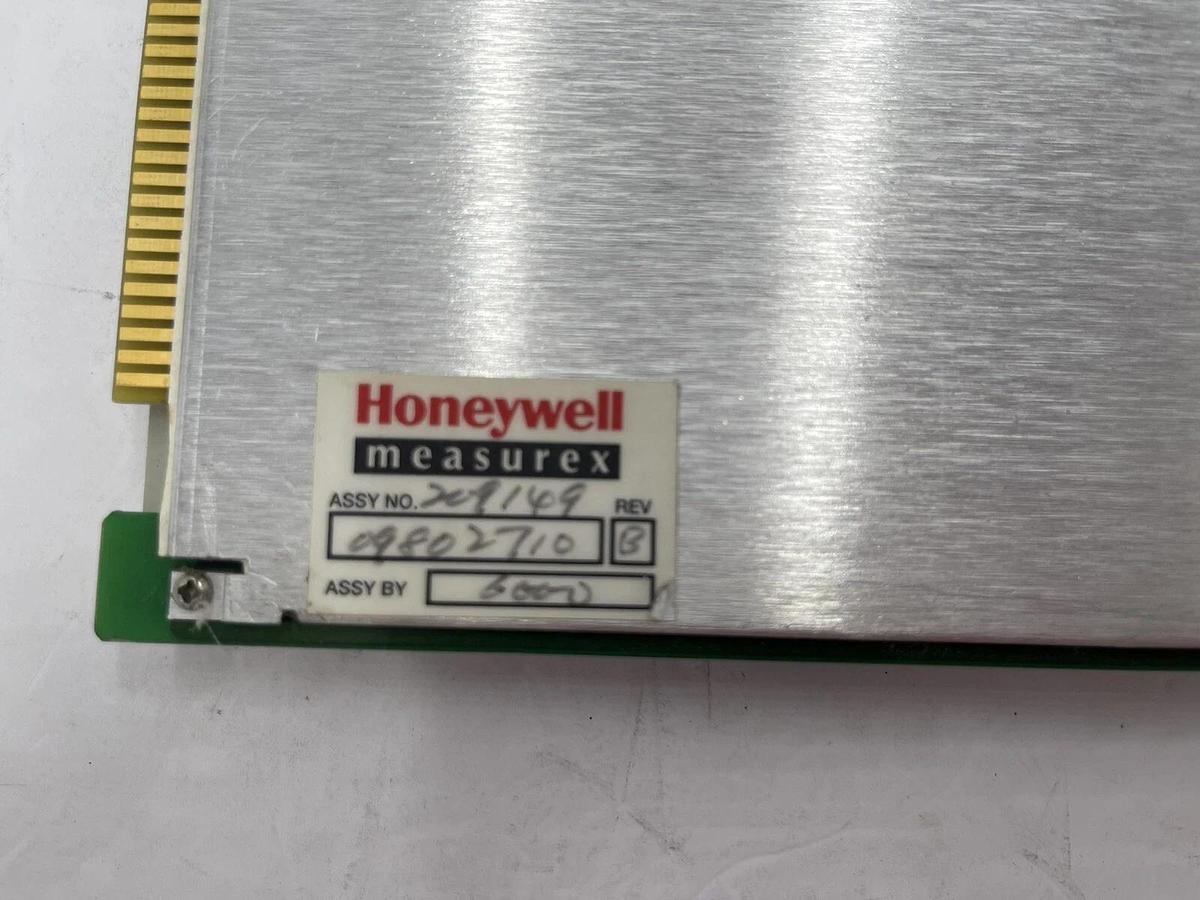 Honeywell
measurex
ASSY NO. 209149 REV
09802710 B
ASSY BY